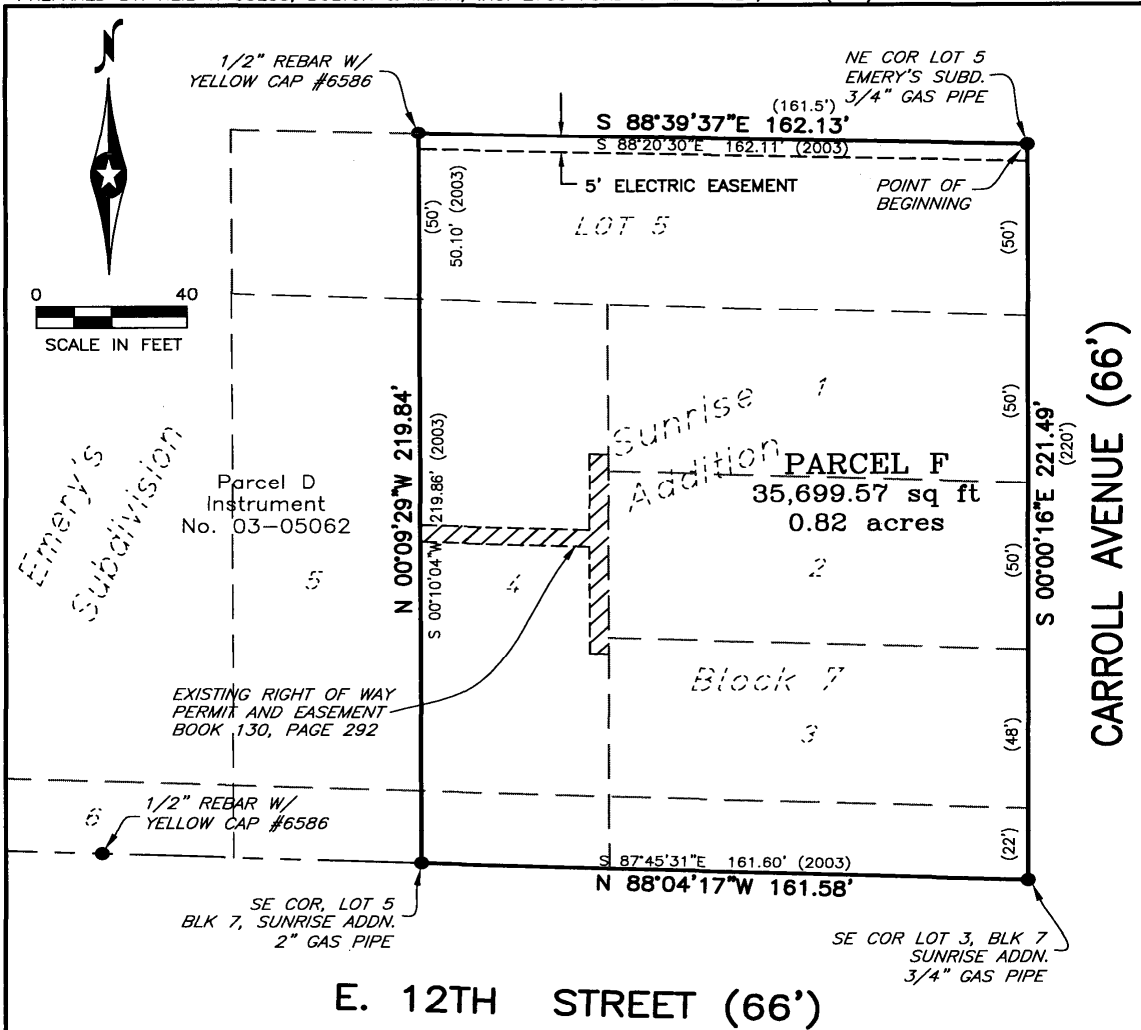 N
1/2" REBAR W/
YELLOW CAP #6586
NE COR LOT 5
EMERY'S SUBD.
3/4" GAS PIPE
(161.5')
S 88°39'37"E 162.13'
S 88°20'30"E 162.11' (2003)
5' ELECTRIC EASEMENT
POINT OF
BEGINNING
LOT 5
(50')
50.10' (2003)
(50')
0 40
SCALE IN FEET
N 00°09'29"W 219.84'
S 00°10'04"W 219.86' (2003)
Emery's
Subdivision
Parcel D
Instrument
No. 03-05062
5
4
Sunrise
Addition
1
(50')
PARCEL F
35,699.57 sq ft
0.82 acres
2
(50')
S 00°00'16"E 221.49'
(220')
CARROLL AVENUE (66')
EXISTING RIGHT OF WAY
PERMIT AND EASEMENT
BOOK 130, PAGE 292
Block 7
3
(48')
6
1/2" REBAR W/
YELLOW CAP #6586
(22')
S 87°45'31"E 161.60' (2003)
N 88°04'17"W 161.58'
SE COR, LOT 5
BLK 7, SUNRISE ADDN.
2" GAS PIPE
SE COR LOT 3, BLK 7
SUNRISE ADDN.
3/4" GAS PIPE
E. 12TH STREET (66')